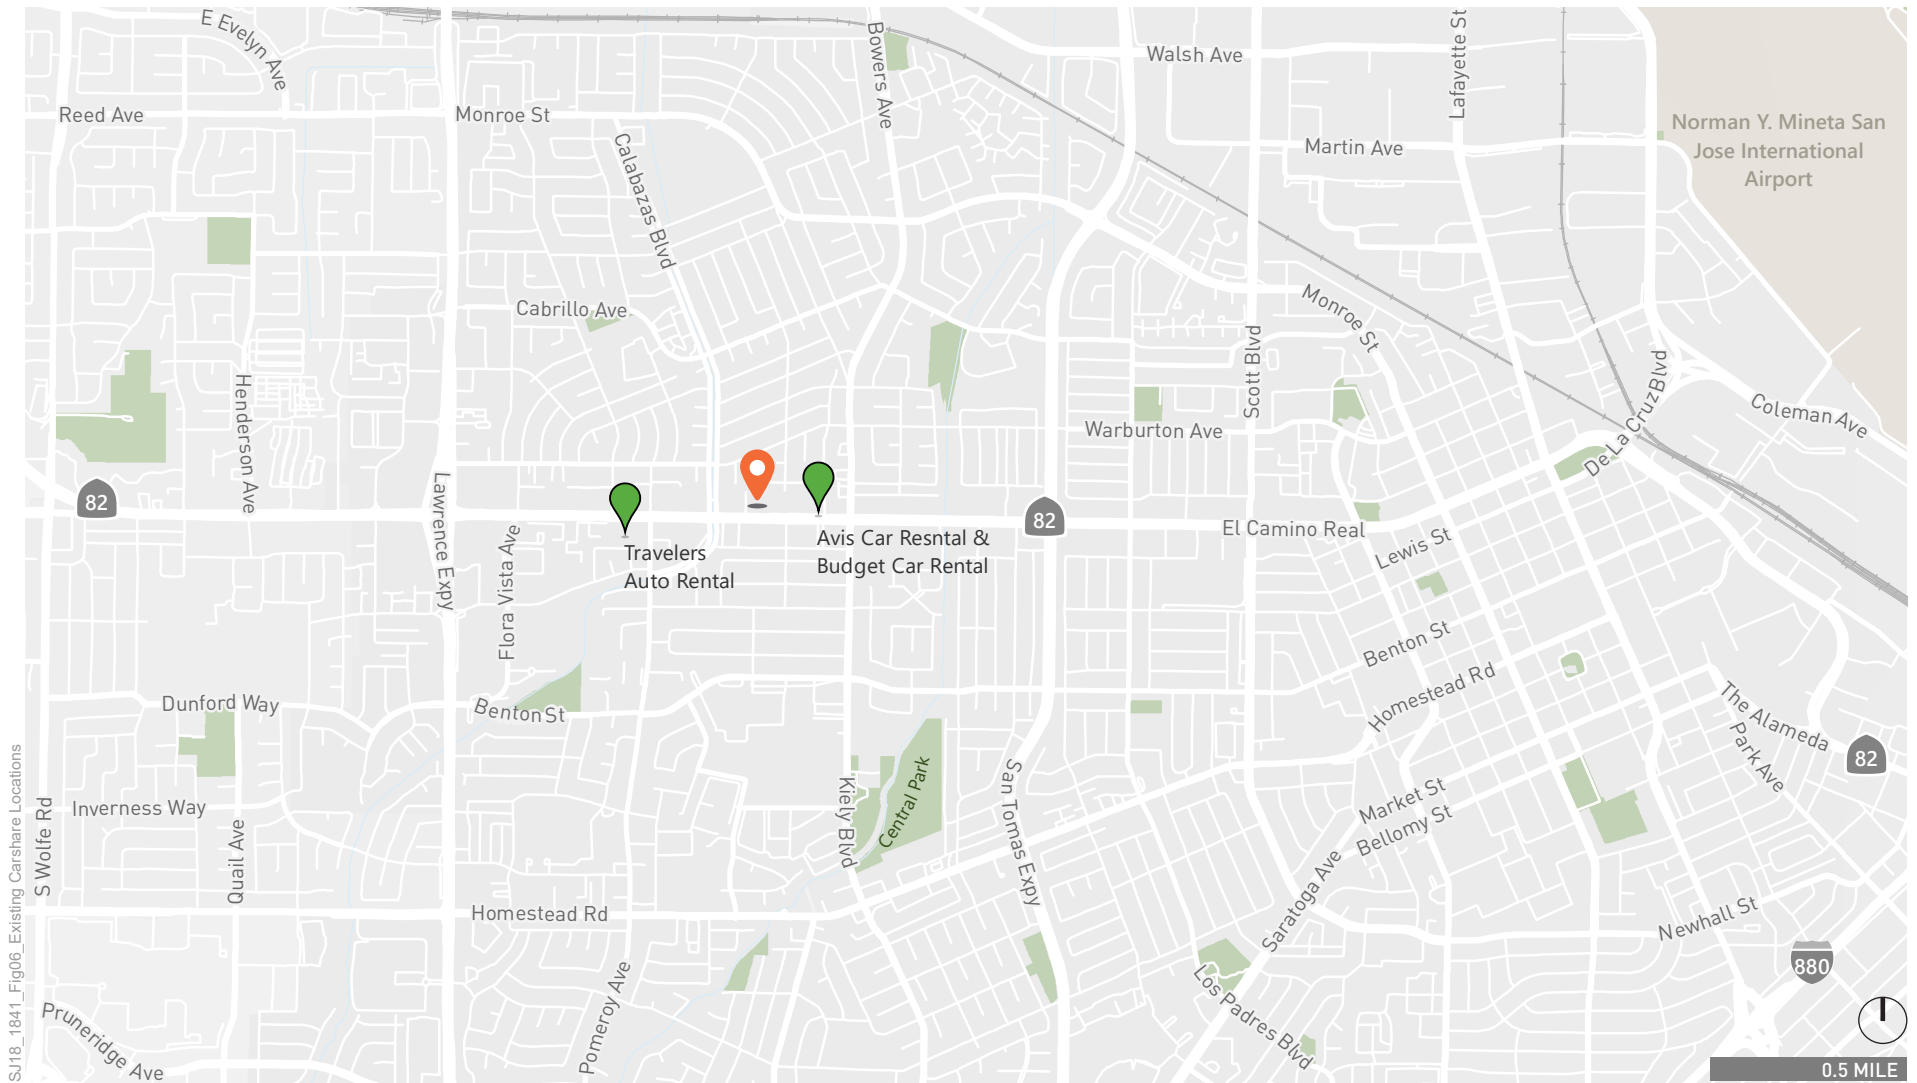 E Evelyn Ave
Bowers Ave
Walsh Ave
Lafayette St
Reed Ave
Monroe St
Calabazas Blvd
Martin Ave
Norman Y. Mineta San
Jose International
Airport
Cabrillo Ave
Monroe St
Scott Blvd
De La Cruz Blvd
Coleman Ave
Henderson Ave
Warburton Ave
Lawrence Expy
82
82
El Camino Real
Flora Vista Ave
Travelers
Auto Rental
Avis Car Resntal &
Budget Car Rental
Lewis St
Benton St
Homestead Rd
The Alameda
Park Ave
82
Dunford Way
Benton St
Inverness Way
S Wolfe Rd
Quail Ave
Kiely Blvd
Central Park
San Tomas Expy
Market St
Bellomy St
Saratoga Ave
Homestead Rd
Newhall St
880
Los Padres Blvd
Pomeroy Ave
Pruneridge Ave
0.5 MILE
SJ18_1841_Fig06_Existing Carshare Locations